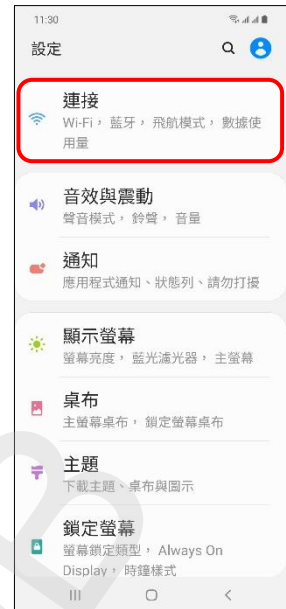 11:30
設定
連接
Wi-Fi， 藍牙， 飛航模式， 數據使
用量
音效與震動
聲音模式， 鈴聲， 音量
通知
應用程式通知、狀態列、請勿打擾
顯示螢幕
螢幕亮度， 藍光濾光器， 主螢幕
桌布
主螢幕桌布， 鎖定螢幕桌布
主題
下載主題、桌布與圖示
鎖定螢幕
螢幕鎖定類型， Always On
Display， 時鐘樣式